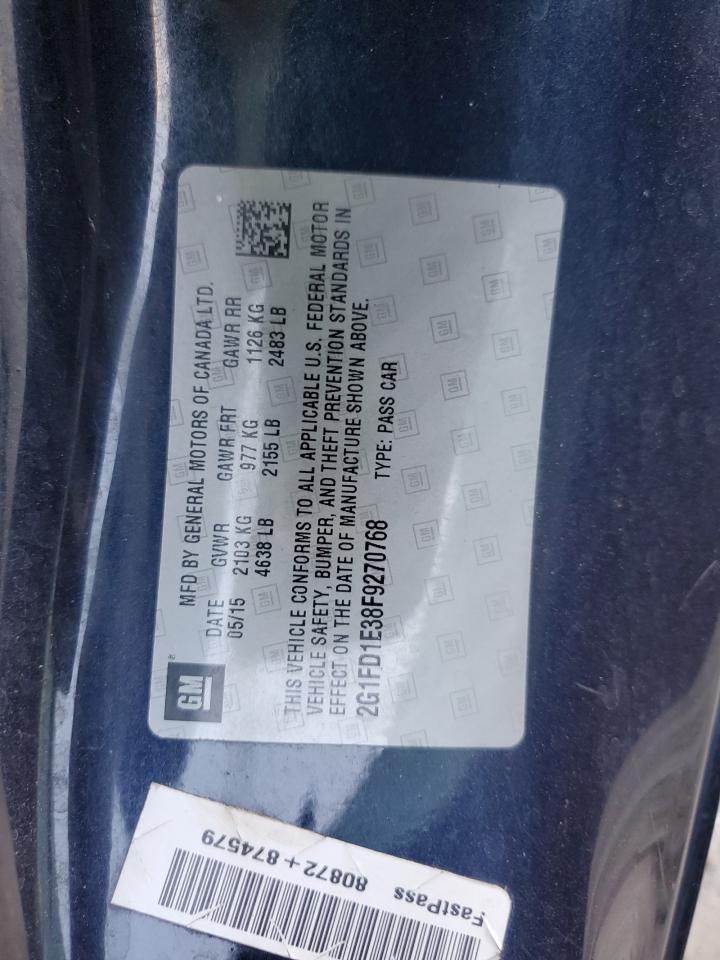 GM
®
MFD BY GENERAL MOTORS OF CANADA LTD.
DATE GVWR GAWR FRT GAWR RR
05/15 2103 KG 977 KG 1126 KG
4638 LB 2155 LB 2483 LB
THIS VEHICLE CONFORMS TO ALL APPLICABLE U.S. FEDERAL MOTOR
VEHICLE SAFETY, BUMPER, AND THEFT PREVENTION STANDARDS IN
EFFECT ON THE DATE OF MANUFACTURE SHOWN ABOVE.
2G1FD1E38F9270768 TYPE: PASS CAR
FastPass 80872+874579